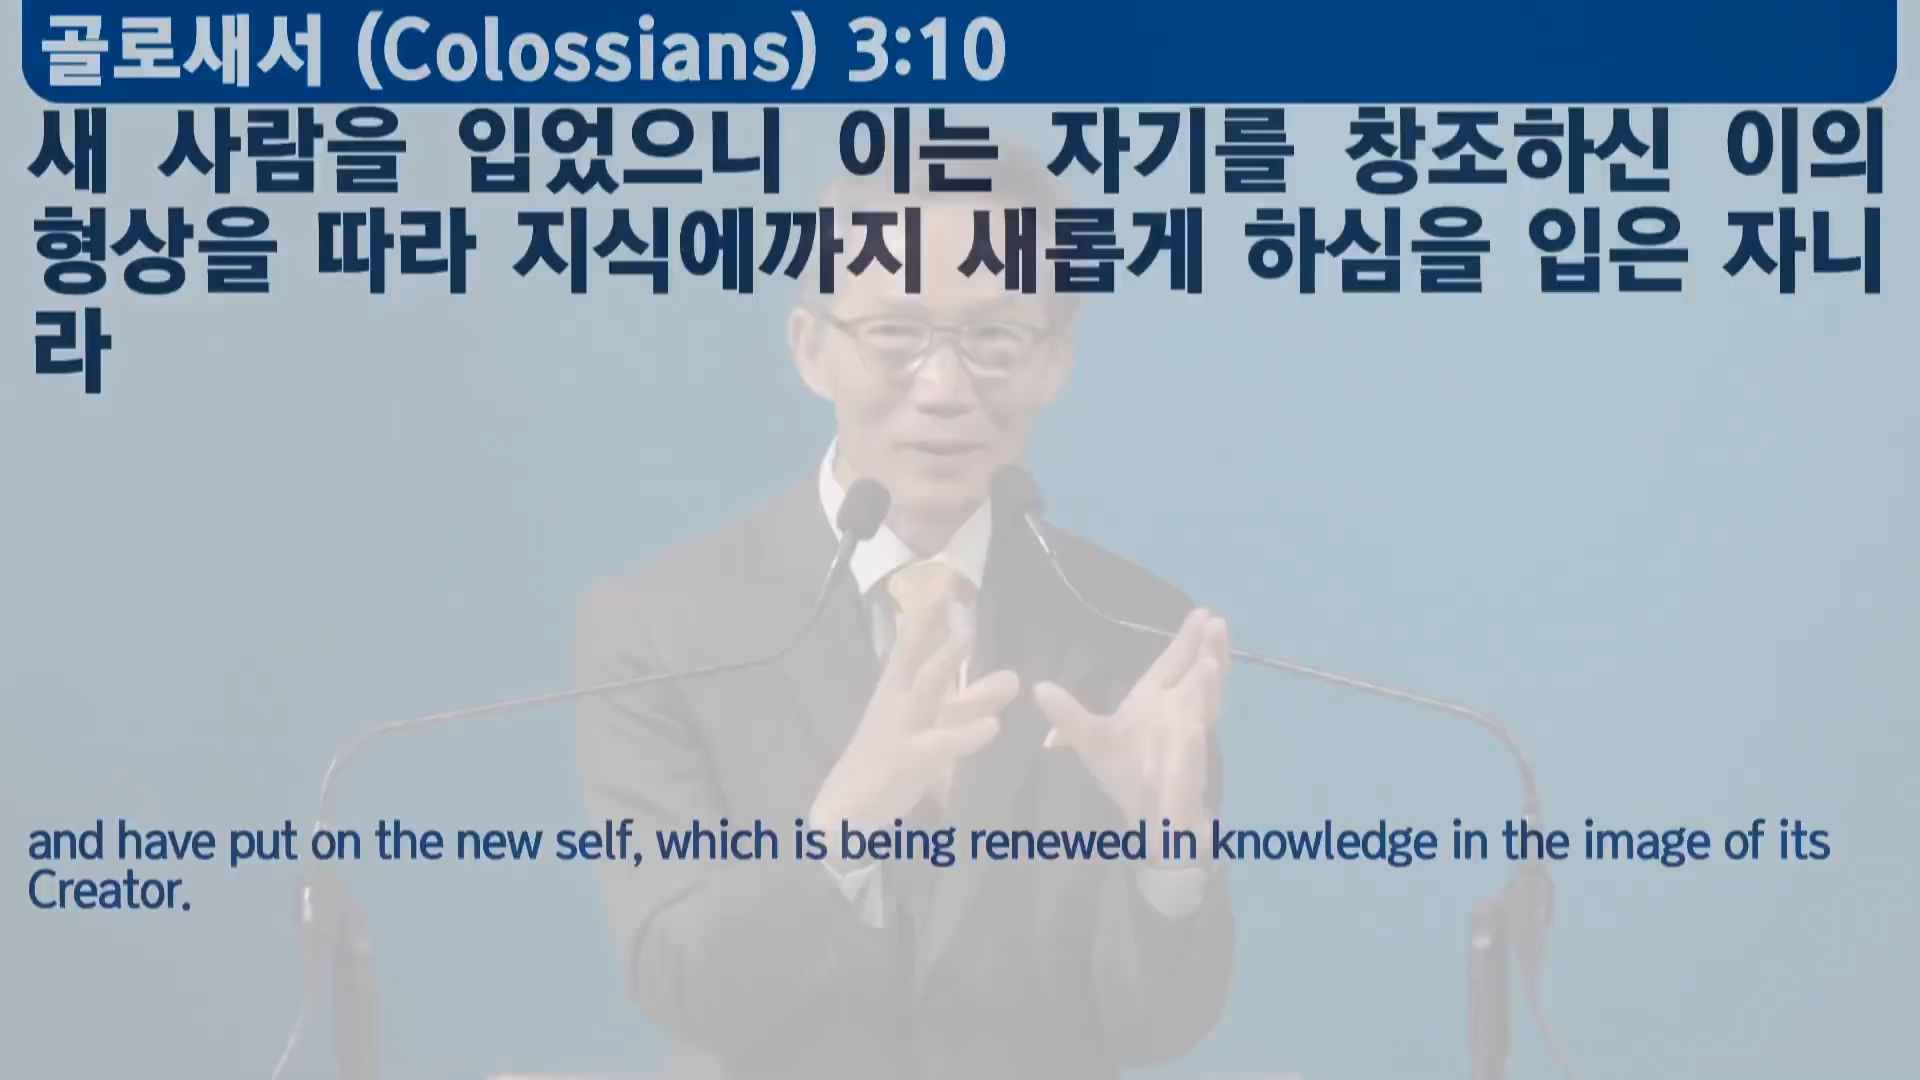 골로새서 (Colossians) 3:10
새 사람을 입었으니 이는 자기를 창조하신 이의
형상을 따라 지식에까지 새롭게 하심을 입은 자니
라
and have put on the new self, which is being renewed in knowledge in the image of its
Creator.